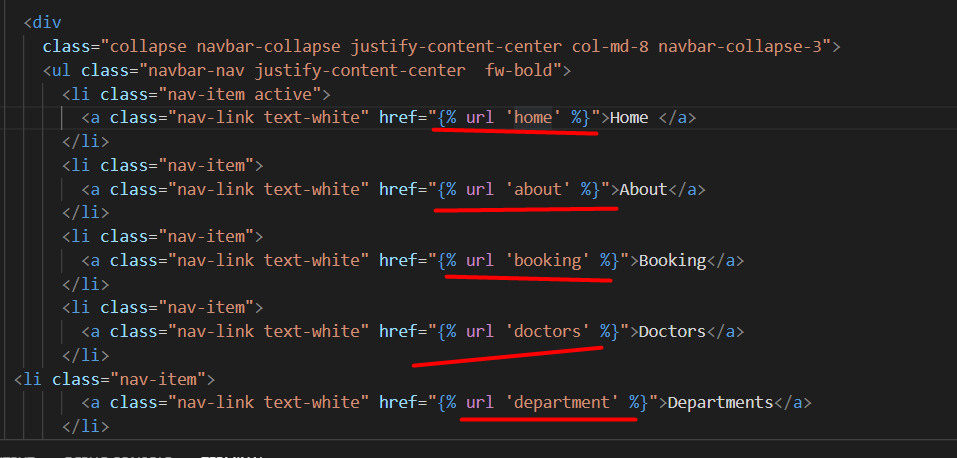 <div
class="collapse navbar-collapse justify-content-center col-md-8 navbar-collapse-3">
<ul class="navbar-nav justify-content-center  fw-bold">
<li class="nav-item active">
<a class="nav-link text-white" href="{% url 'home' %}">Home </a>
</li>
<li class="nav-item">
<a class="nav-link text-white" href="{% url 'about' %}">About</a>
</li>
<li class="nav-item">
<a class="nav-link text-white" href="{% url 'booking' %}">Booking</a>
</li>
<li class="nav-item">
<a class="nav-link text-white" href="{% url 'doctors' %}">Doctors</a>
</li>
<li class="nav-item">
<a class="nav-link text-white" href="{% url 'department' %}">Departments</a>
</li>